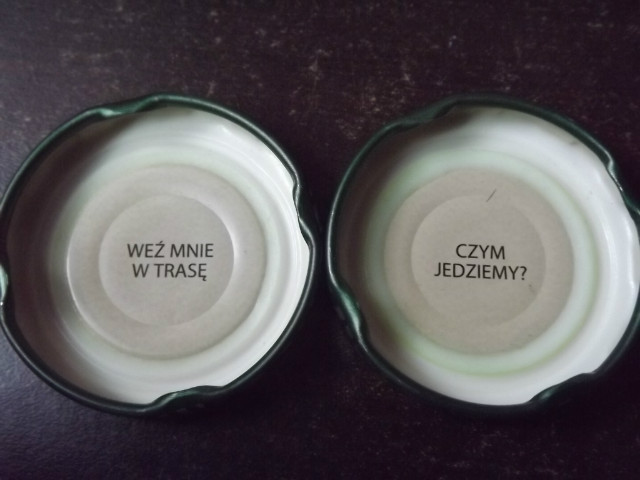 WEŹ MNIE
W TRASĘ
CZYM
JEDZIEMY?